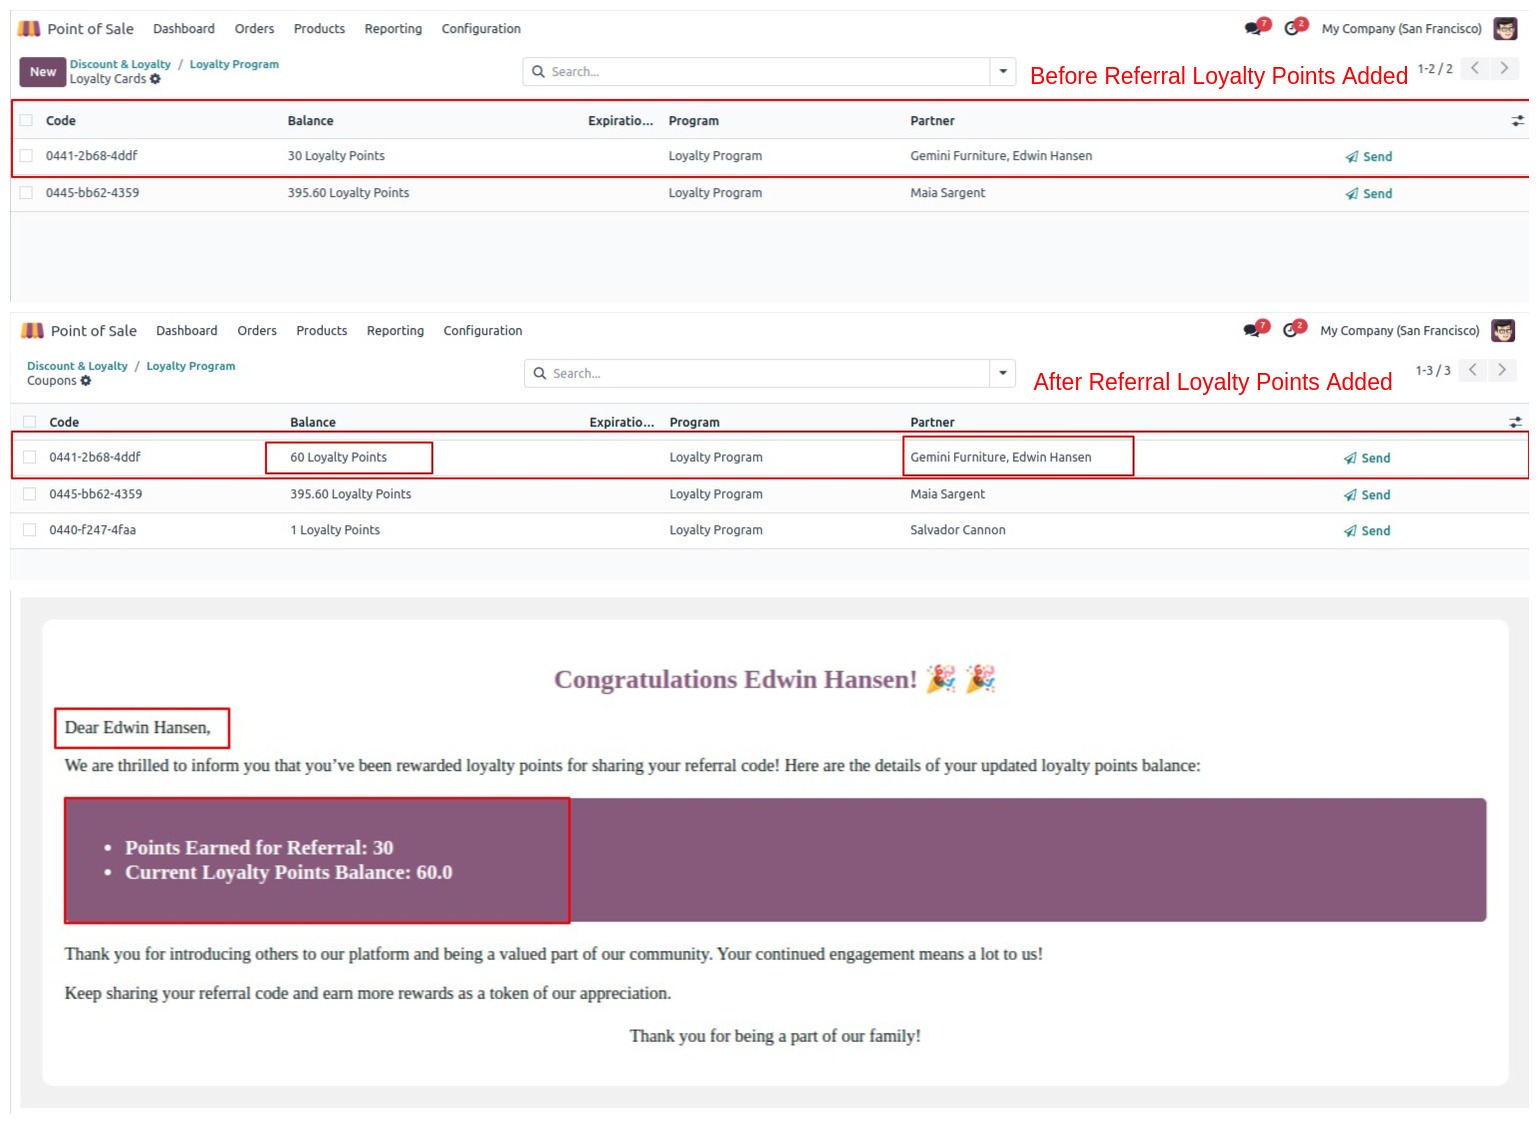 Point of Sale Dashboard Orders Products Reporting Configuration 7 2 My Company (San Francisco)
New Discount & Loyalty / Loyalty Program Search... Before Referral Loyalty Points Added 1-2 / 2
Loyalty Cards
Code Balance Expiratio... Program Partner
0441-2b68-4ddf 30 Loyalty Points Loyalty Program Gemini Furniture, Edwin Hansen Send
0445-bb62-4359 395.60 Loyalty Points Loyalty Program Maia Sargent Send
Point of Sale Dashboard Orders Products Reporting Configuration 7 2 My Company (San Francisco)
Discount & Loyalty / Loyalty Program Search... After Referral Loyalty Points Added 1-3 / 3
Coupons
Code Balance Expiratio... Program Partner
0441-2b68-4ddf 60 Loyalty Points Loyalty Program Gemini Furniture, Edwin Hansen Send
0445-bb62-4359 395.60 Loyalty Points Loyalty Program Maia Sargent Send
0440-f247-4faa 1 Loyalty Points Loyalty Program Salvador Cannon Send
Congratulations Edwin Hansen! 🎉 🎉
Dear Edwin Hansen,
We are thrilled to inform you that you’ve been rewarded loyalty points for sharing your referral code! Here are the details of your updated loyalty points balance:
• Points Earned for Referral: 30
• Current Loyalty Points Balance: 60.0
Thank you for introducing others to our platform and being a valued part of our community. Your continued engagement means a lot to us!
Keep sharing your referral code and earn more rewards as a token of our appreciation.
Thank you for being a part of our family!